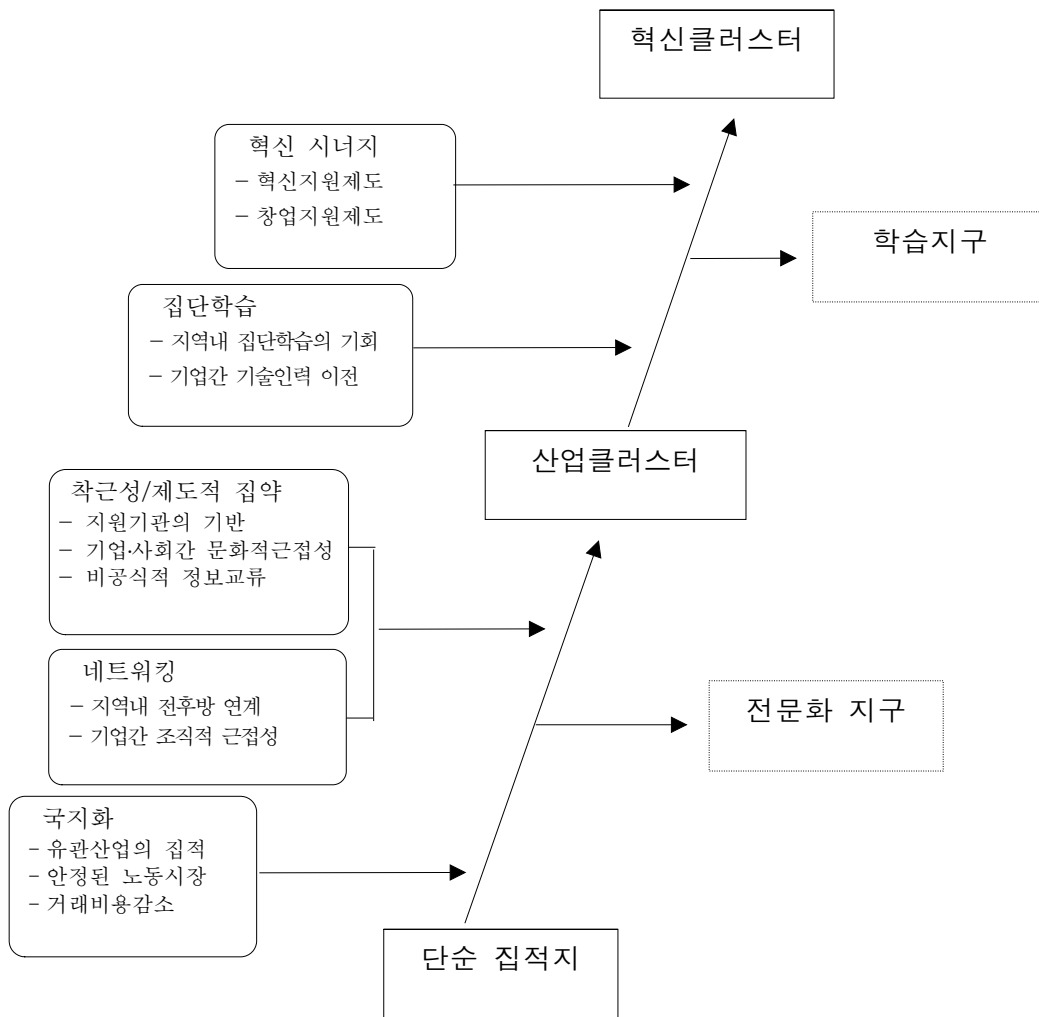 혁신클러스터
혁신 시너지
– 혁신지원제도
– 창업지원제도
학습지구
집단학습
– 지역내 집단학습의 기회
– 기업간 기술인력 이전
산업클러스터
착근성/제도적 집약
– 지원기관의 기반
– 기업·사회간 문화적근접성
– 비공식적 정보교류
네트워킹
– 지역내 전후방 연계
– 기업간 조직적 근접성
전문화 지구
국지화
– 유관산업의 집적
– 안정된 노동시장
– 거래비용감소
단순 집적지